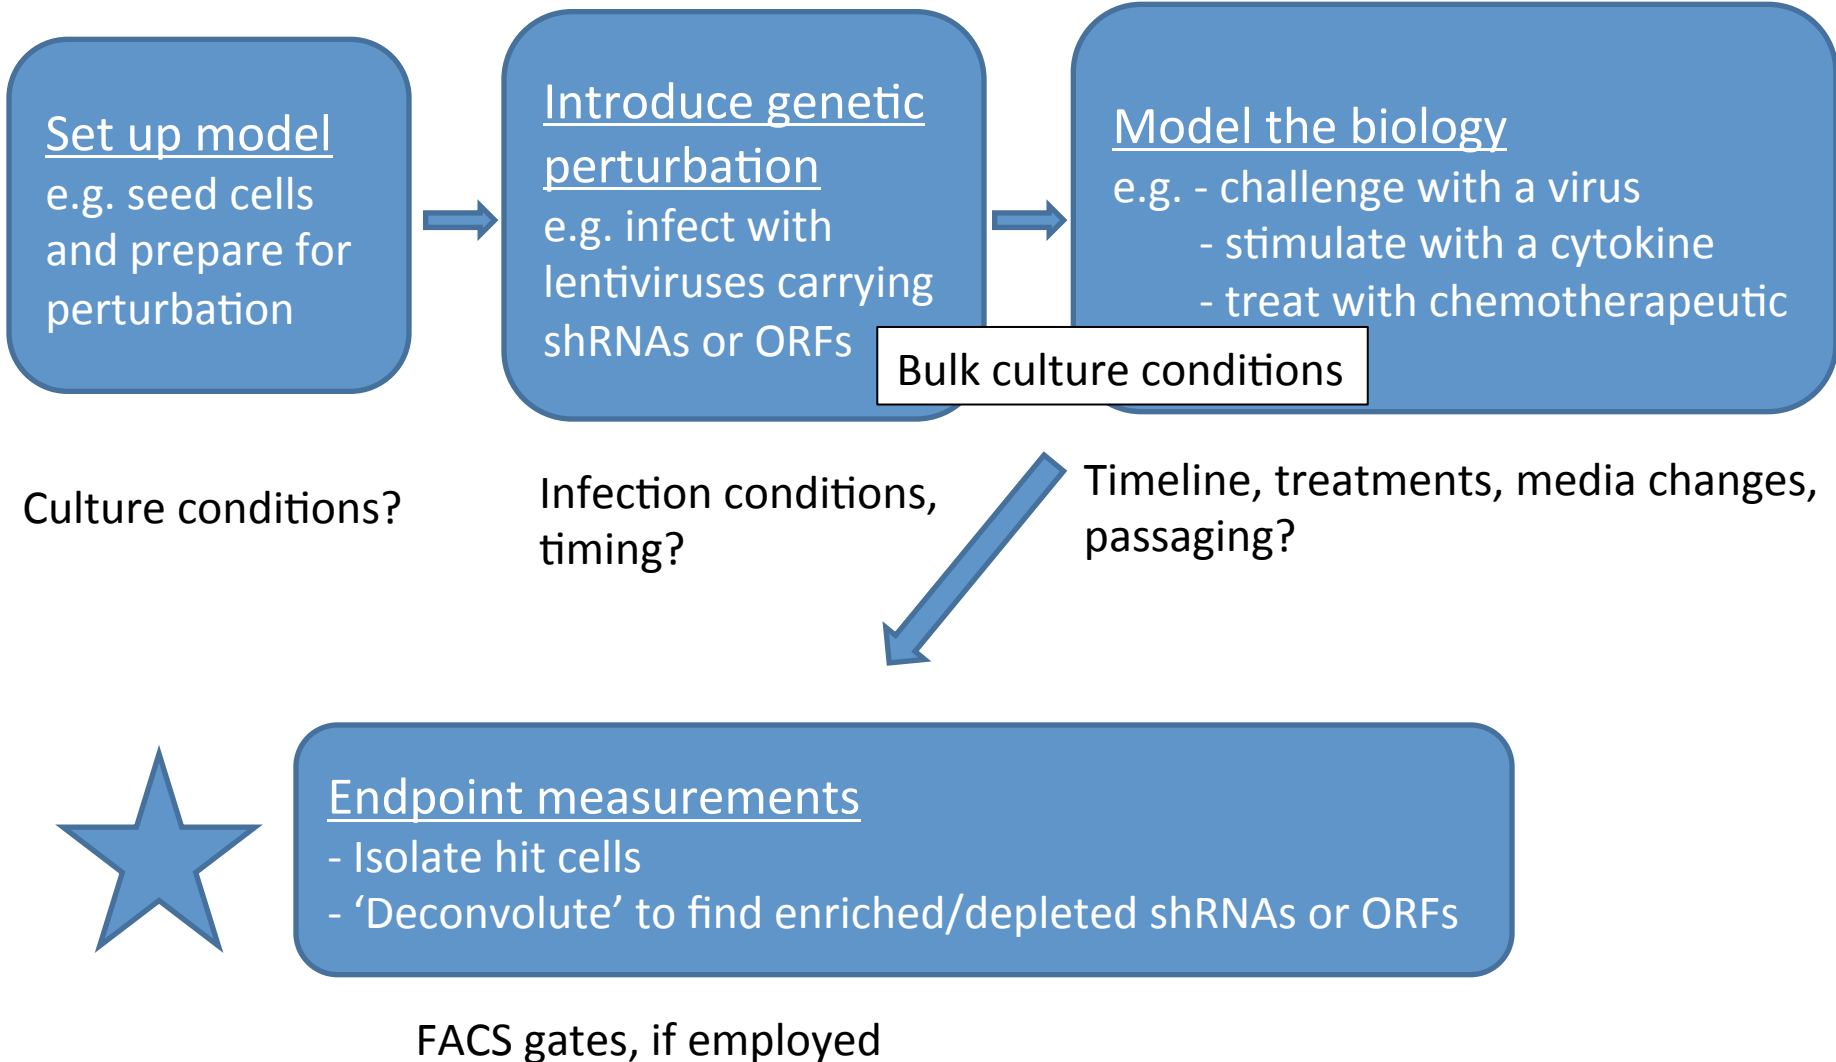 Set up model
e.g. seed cells
and prepare for
perturbation
Introduce genetic
perturbation
e.g. infect with
lentiviruses carrying
shRNAs or ORFs
Model the biology
e.g. - challenge with a virus
- stimulate with a cytokine
- treat with chemotherapeutic
Bulk culture conditions
Culture conditions?
Infection conditions,
timing?
Timeline, treatments, media changes,
passaging?
Endpoint measurements
- Isolate hit cells
- ‘Deconvolute’ to find enriched/depleted shRNAs or ORFs
FACS gates, if employed